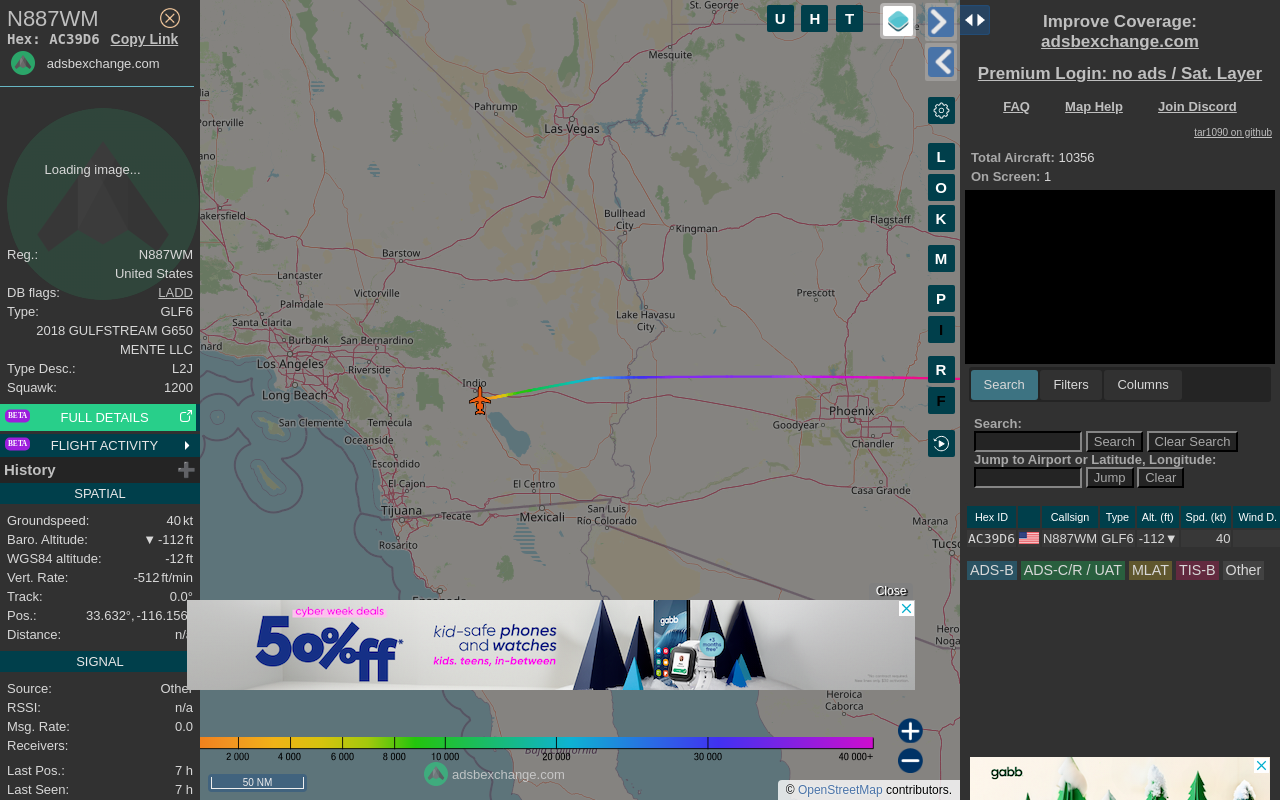 N887WM
Hex: AC39D6 Copy Link
adsbexchange.com
Loading image...
Reg.: N887WM
United States
DB flags: LADD
Type: GLF6
2018 GULFSTREAM G650
MENTE LLC
Type Desc.: L2J
Squawk: 1200
BETA FULL DETAILS
BETA FLIGHT ACTIVITY
History
SPATIAL
Groundspeed: 40 kt
Baro. Altitude: ▼ -112 ft
WGS84 altitude: -12 ft
Vert. Rate: -512 ft/min
Track: 0.0°
Pos.: 33.632°, -116.156
Distance: n/a
SIGNAL
Source: Other
RSSI: n/a
Msg. Rate: 0.0
Receivers:
Last Pos.: 7 h
Last Seen: 7 h
St. George
U H T
Mesquite
Pahrump
Las Vegas
Porterville
Bullhead City
Kingman
Flagstaff
akersfield
Barstow
Lancaster
Palmdale
Victorville
Prescott
Lake Havasu City
Santa Clarita
Burbank
San Bernardino
Los Angeles
Riverside
Long Beach
Indio
San Clemente
Temecula
Oceanside
Phoenix
Goodyear
Chandler
Escondido
El Cajon
El Centro
Casa Grande
Tijuana
Tecate
Mexicali
San Luis Río Colorado
Marana
Rosarito
Tucso
Ensenada
Hero
Noga
Heroica Caborca
Baja California
L
O
K
M
P
I
R
F
Close
cyber week deals
50% off*
kid-safe phones
and watches
kids, teens, in-between
gabb
+3 months free*
2 000 4 000 6 000 8 000 10 000 20 000 30 000 40 000+
50 NM
adsbexchange.com
© OpenStreetMap contributors.
Improve Coverage:
adsbexchange.com
Premium Login: no ads / Sat. Layer
FAQ Map Help Join Discord
tar1090 on github
Total Aircraft: 10356
On Screen: 1
Search Filters Columns
Search:
Search Clear Search
Jump to Airport or Latitude, Longitude:
Jump Clear
Hex ID Callsign Type Alt. (ft) Spd. (kt) Wind D.
AC39D6 N887WM GLF6 -112▼ 40
ADS-B ADS-C/R / UAT MLAT TIS-B Other
gabb